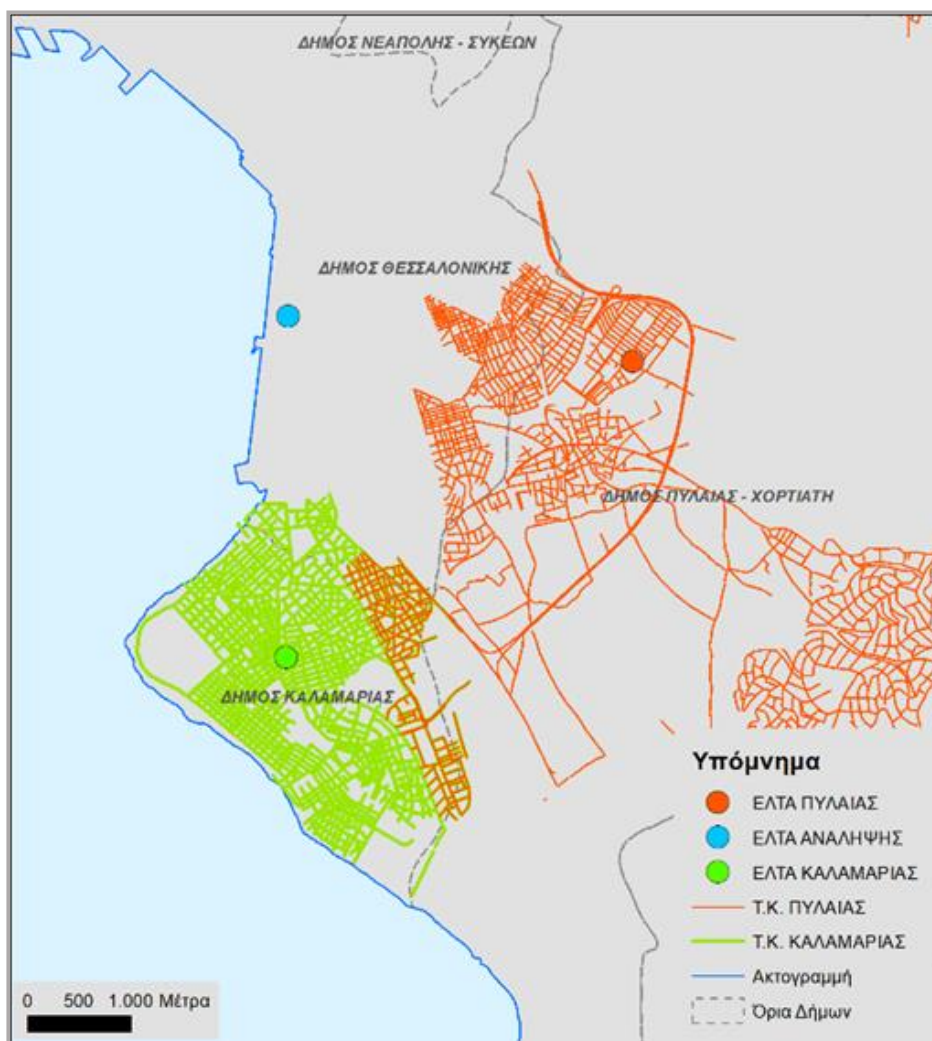 ΔΗΜΟΣ ΝΕΑΠΟΛΗΣ - ΣΥΚΕΩΝ
ΔΗΜΟΣ ΘΕΣΣΑΛΟΝΙΚΗΣ
ΔΗΜΟΣ ΠΥΛΑΙΑΣ - ΧΟΡΤΙΑΤΗ
ΔΗΜΟΣ ΚΑΛΑΜΑΡΙΑΣ
Υπόμνημα
ΕΛΤΑ ΠΥΛΑΙΑΣ
ΕΛΤΑ ΑΝΑΛΗΨΗΣ
ΕΛΤΑ ΚΑΛΑΜΑΡΙΑΣ
Τ.Κ. ΠΥΛΑΙΑΣ
Τ.Κ. ΚΑΛΑΜΑΡΙΑΣ
Ακτογραμμή
Όρια Δήμων
0 500 1.000 Μέτρα